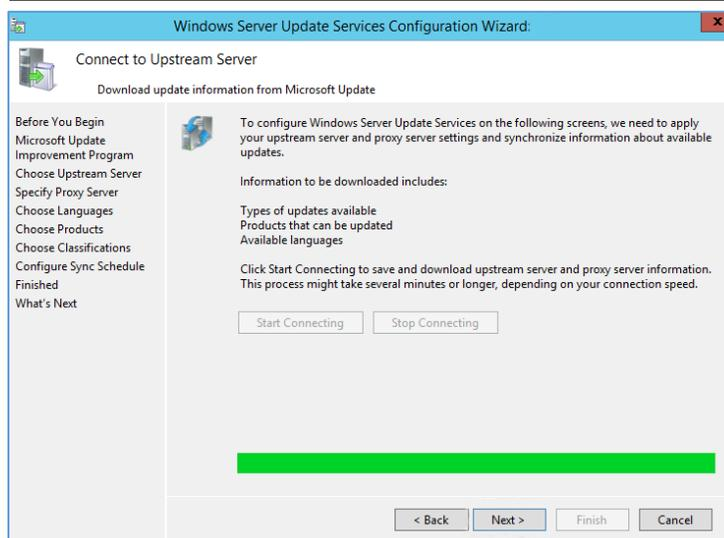 Windows Server Update Services Configuration Wizard:
x
Connect to Upstream Server
Download update information from Microsoft Update
Before You Begin
Microsoft Update
Improvement Program
Choose Upstream Server
Specify Proxy Server
Choose Languages
Choose Products
Choose Classifications
Configure Sync Schedule
Finished
What's Next
To configure Windows Server Update Services on the following screens, we need to apply
your upstream server and proxy server settings and synchronize information about available
updates.
Information to be downloaded includes:
Types of updates available
Products that can be updated
Available languages
Click Start Connecting to save and download upstream server and proxy server information.
This process might take several minutes or longer, depending on your connection speed.
Start Connecting Stop Connecting
< Back Next > Finish Cancel